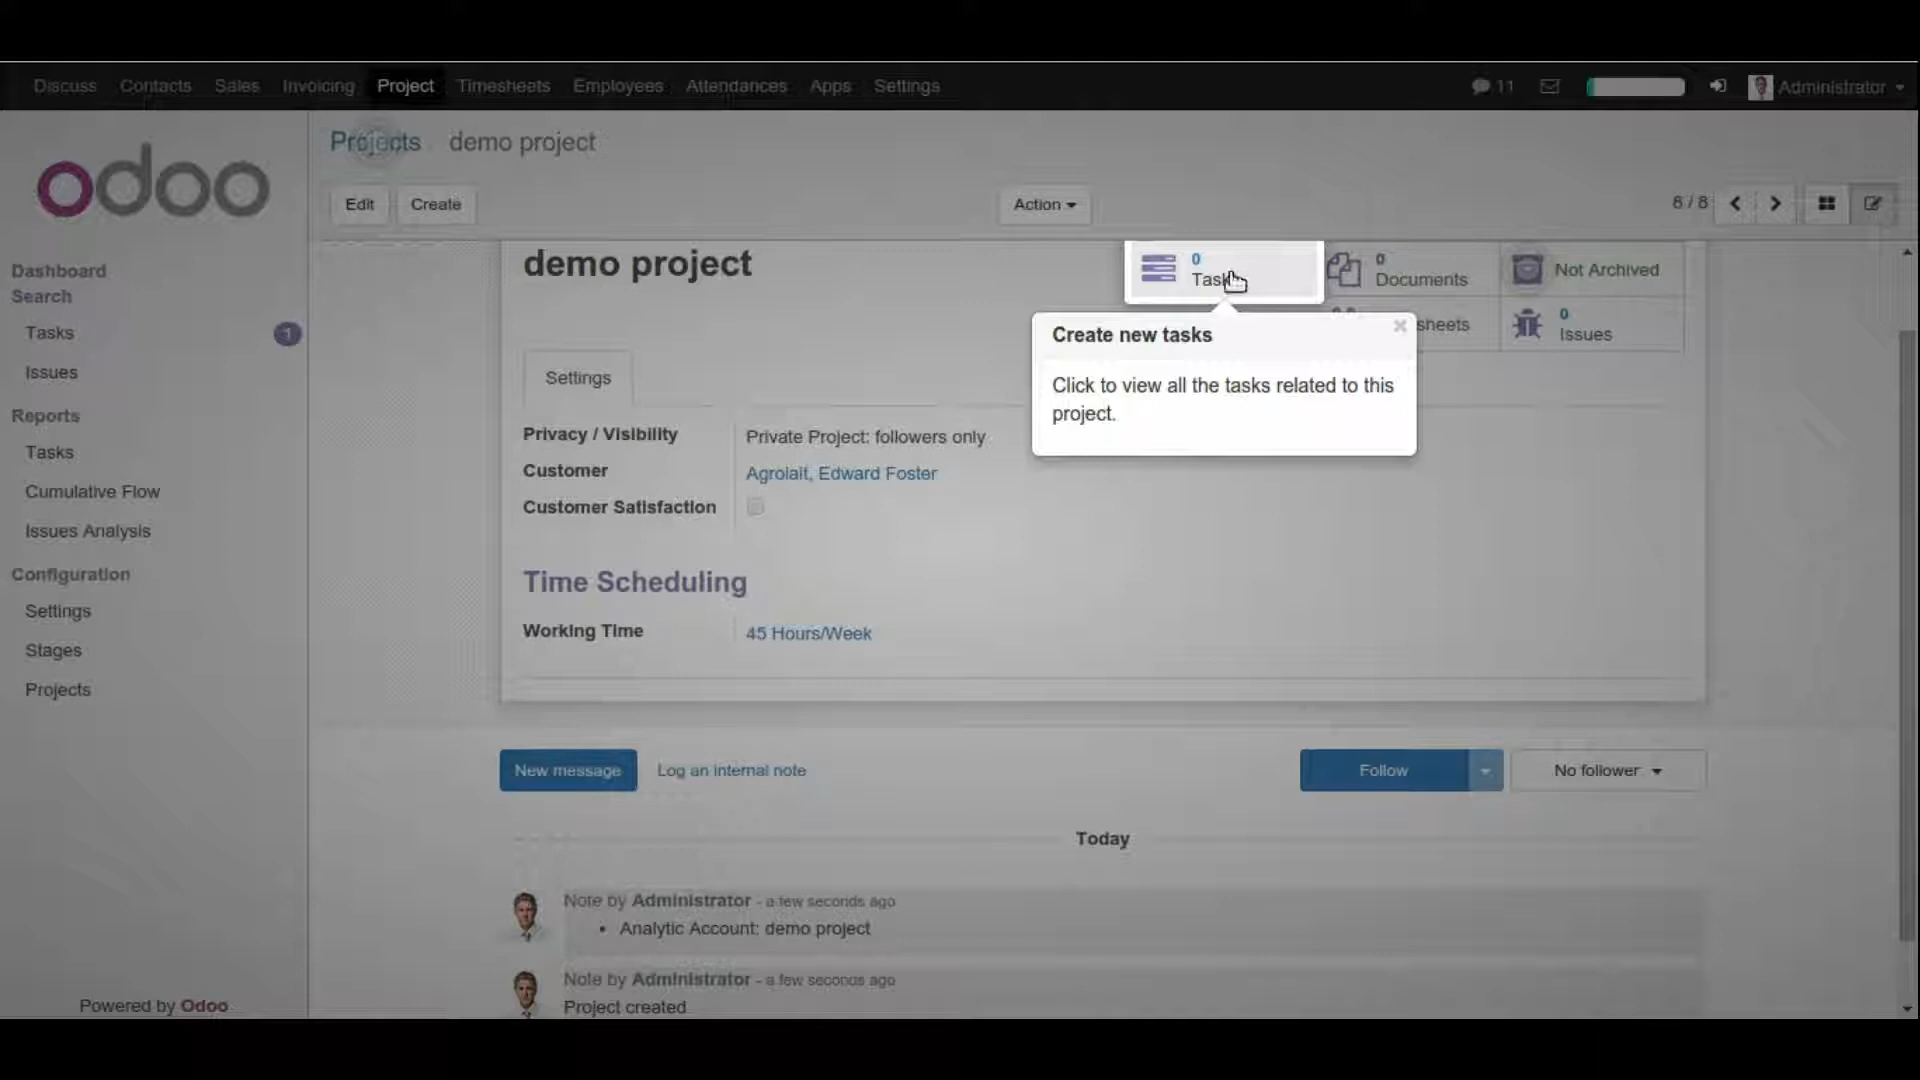 Discuss Contacts Sales Invoicing Project Timesheets Employees Attendances Apps Settings 11 Administrator
odoo
Projects demo project
Edit Create Action 8 / 8
Dashboard
Search
Tasks 1
Issues
Reports
Tasks
Cumulative Flow
Issues Analysis
Configuration
Settings
Stages
Projects
Powered by Odoo
demo project
0
Tasks
0
Documents
Not Archived
sheets
0
Issues
Create new tasks ×
Click to view all the tasks related to this
project.
Settings
Privacy / Visibility Private Project: followers only
Customer Agrolait, Edward Foster
Customer Satisfaction
Time Scheduling
Working Time 45 Hours/Week
New message Log an internal note Follow No follower
Today
Note by Administrator - a few seconds ago
• Analytic Account: demo project
Note by Administrator - a few seconds ago
Project created